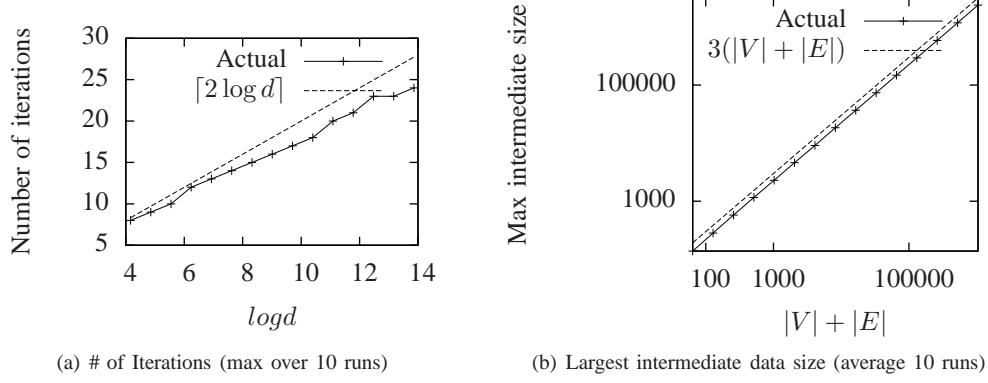 Number of iterations
30
25
20
15
10
5
Actual
⌈2 log d⌉
4 6 8 10 12 14
logd
(a) # of Iterations (max over 10 runs)
Max intermediate size
100000
1000
Actual
3(|V| + |E|)
100 1000 100000
|V| + |E|
(b) Largest intermediate data size (average 10 runs)